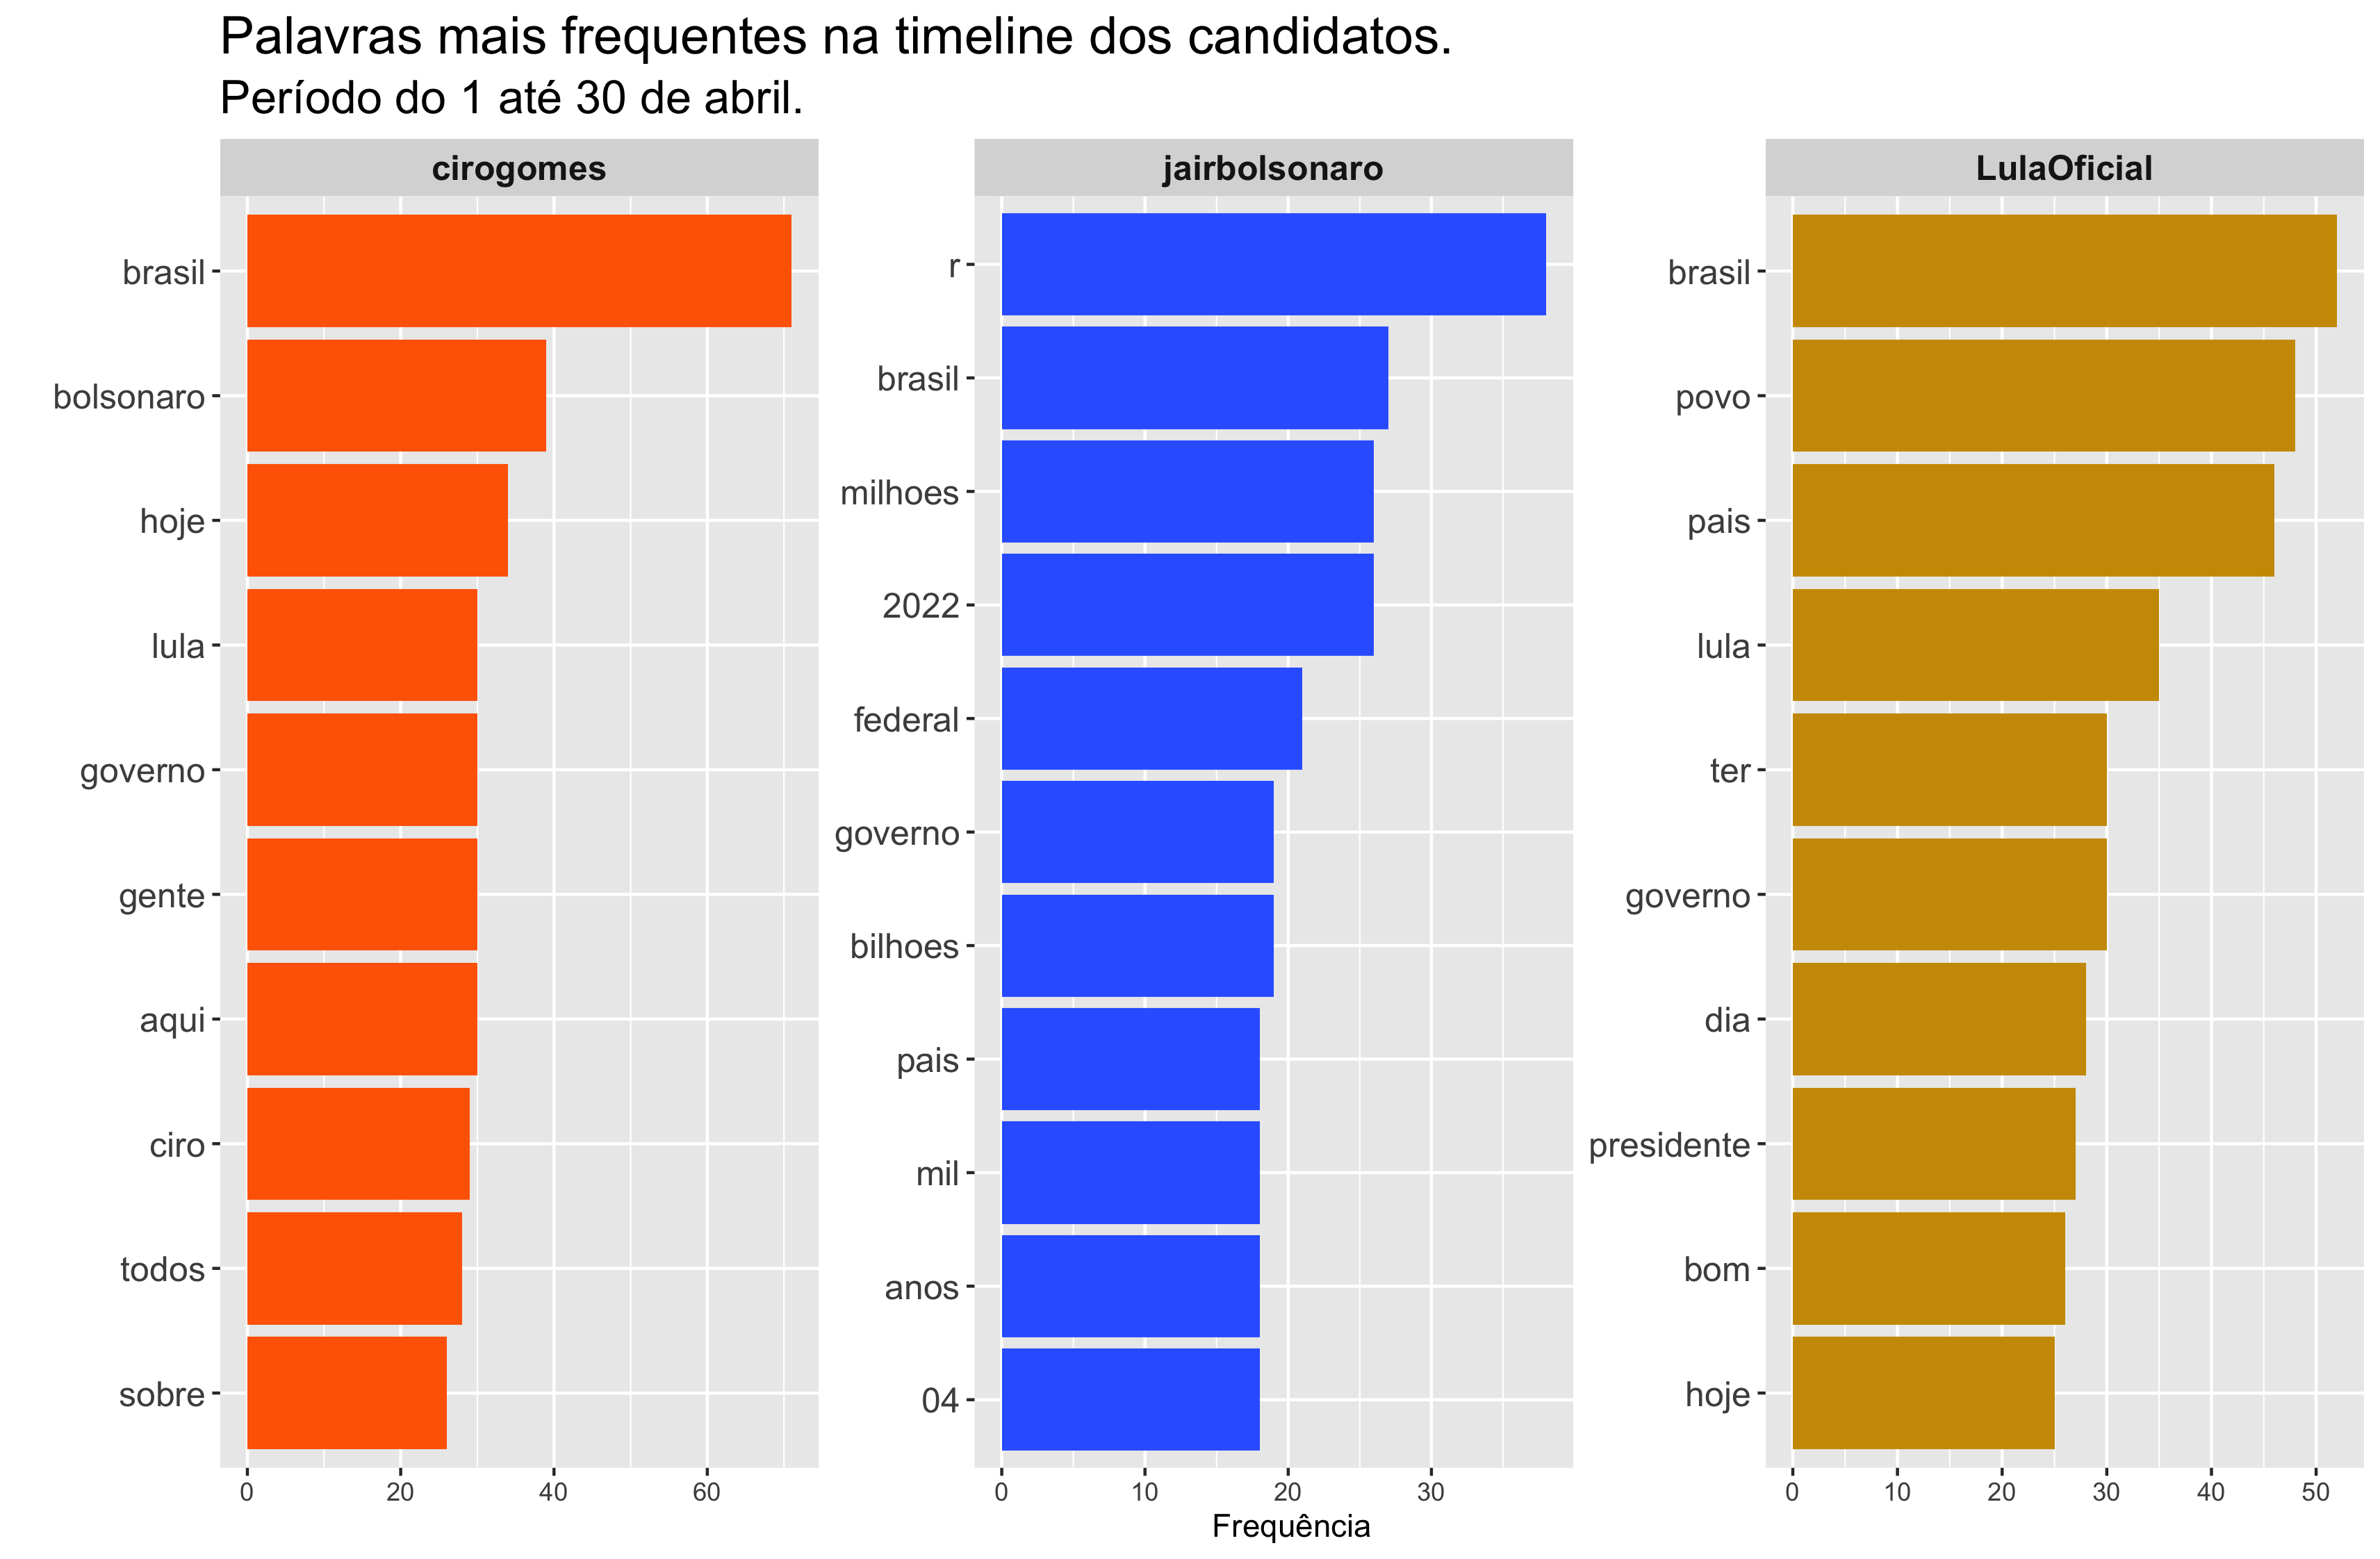 Palavras mais frequentes na timeline dos candidatos.
Período do 1 até 30 de abril.
cirogomes
brasil
bolsonaro
hoje
lula
governo
gente
aqui
ciro
todos
sobre
0 20 40 60
jairbolsonaro
r
brasil
milhoes
2022
federal
governo
bilhoes
pais
mil
anos
04
0 10 20 30
LulaOficial
brasil
povo
pais
lula
ter
governo
dia
presidente
bom
hoje
0 10 20 30 40 50
Frequência